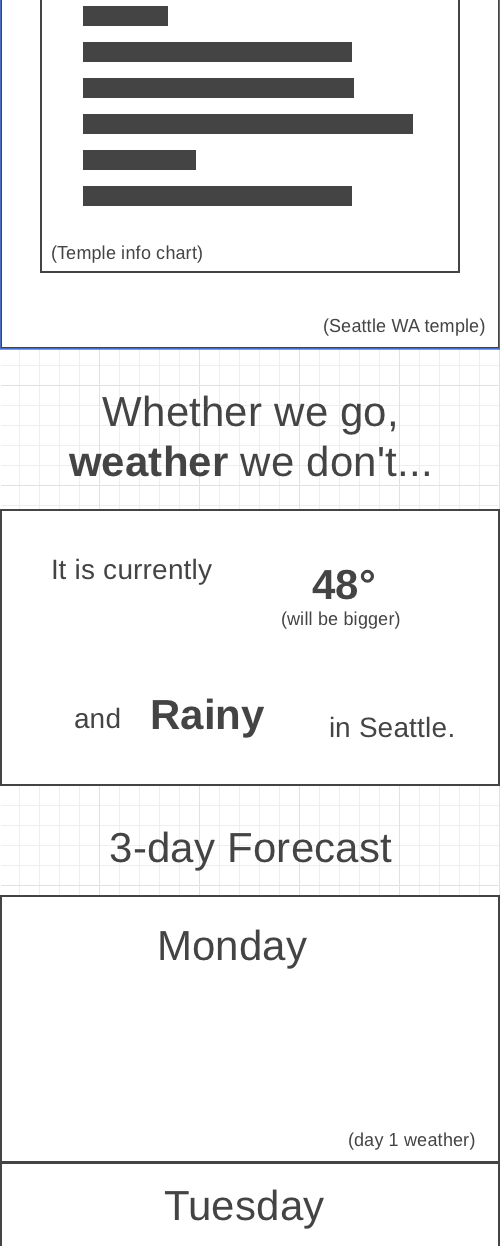 (Temple info chart)
(Seattle WA temple)
Whether we go,
weather we don't...
It is currently
48°
(will be bigger)
and Rainy in Seattle.
3-day Forecast
Monday
(day 1 weather)
Tuesday